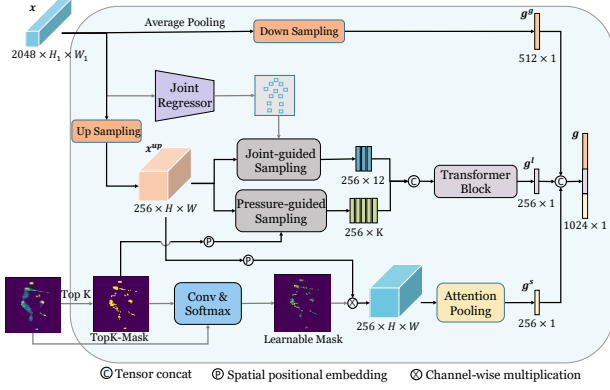 x
Average Pooling
Down Sampling
g^g
2048 × H₁ × W₁
512 × 1
Joint
Regressor
Up Sampling
x^up
g
Joint-guided
Sampling
256 × 12
Transformer
Block
g^l
C
C
256 × H × W
Pressure-guided
Sampling
256 × 1
1024 × 1
256 × K
P
P
Top K
Conv &
Softmax
Attention
Pooling
g^s
TopK-Mask
Learnable Mask
256 × H × W
256 × 1
C Tensor concat P Spatial positional embedding ⊗ Channel-wise multiplication